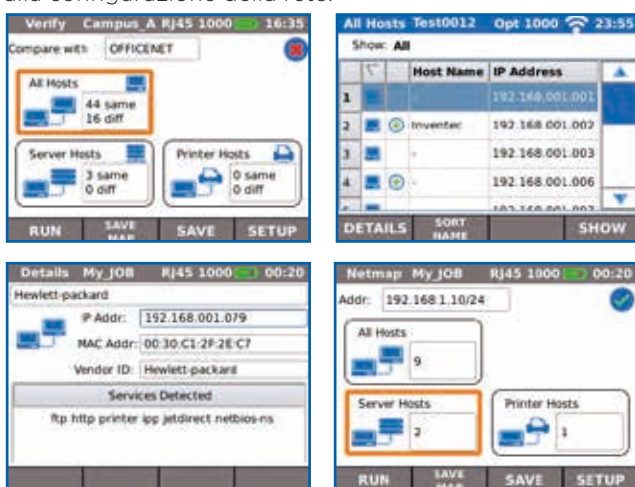 alla configurazione della rete.
Verify Campus_A RJ45 1000 16:35
Compare with OFFICENET
All Hosts
44 same
16 diff
Server Hosts
3 same
0 diff
Printer Hosts
0 same
0 diff
RUN SAVE MAP SAVE SETUP
All Hosts Test0012 Opt 1000 23:55
Show: All
Host Name IP Address
1 - 192.168.001.001
2 Inventec 192.168.001.002
3 - 192.168.001.003
4 - 192.168.001.006
DETAILS SORT NAME SHOW
Details My_JOB RJ45 1000 00:20
Hewlett-packard
IP Addr: 192.168.001.079
MAC Addr: 00:30:C1:2F:2E:C7
Vendor ID: Hewlett-packard
Services Detected
ftp http printer ipp jetdirect netbios-ns
Netmap My_JOB RJ45 1000 00:20
Addr: 192.168.1.10/24
All Hosts
9
Server Hosts
2
Printer Hosts
1
RUN SAVE SAVE SETUP